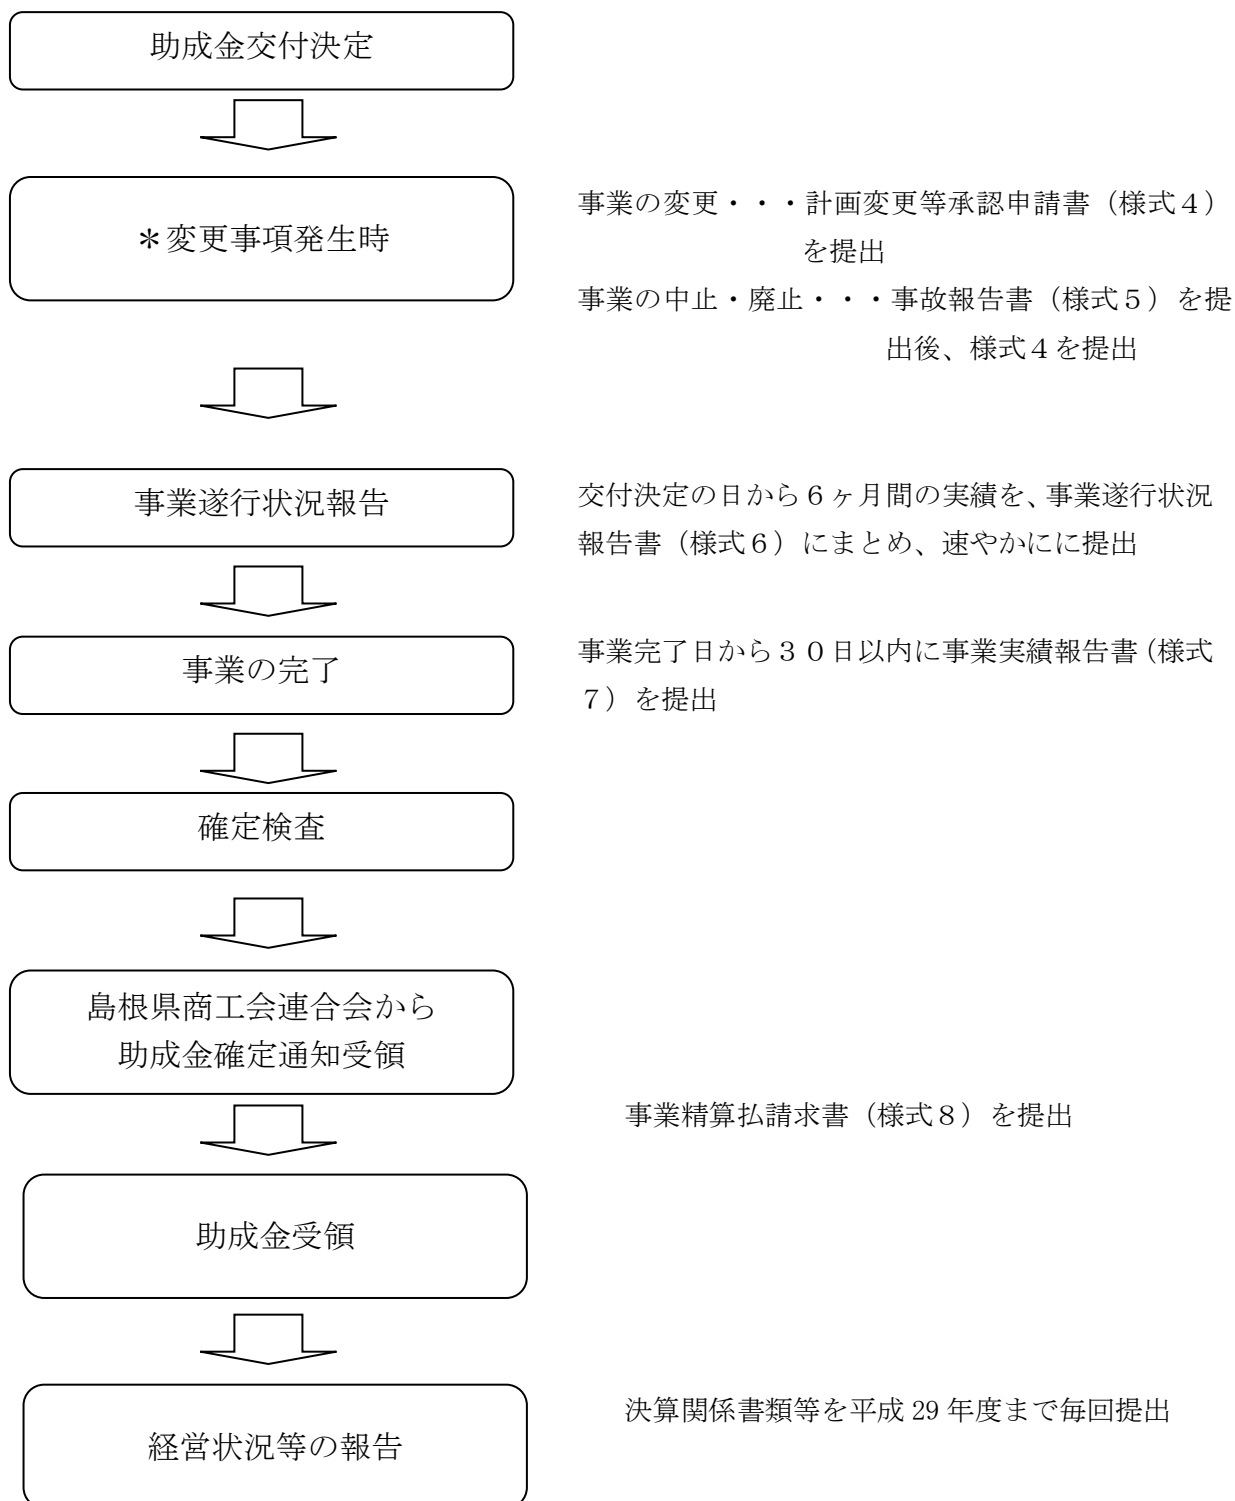 助成金交付決定
＊変更事項発生時
事業の変更・・・計画変更等承認申請書（様式４）
を提出
事業の中止・廃止・・・事故報告書（様式５）を提
出後、様式４を提出
事業遂行状況報告
交付決定の日から６ヶ月間の実績を、事業遂行状況
報告書（様式６）にまとめ、速やかにに提出
事業の完了
事業完了日から３０日以内に事業実績報告書（様式
７）を提出
確定検査
島根県商工会連合会から
助成金確定通知受領
事業精算払請求書（様式８）を提出
助成金受領
経営状況等の報告
決算関係書類等を平成 29 年度まで毎回提出